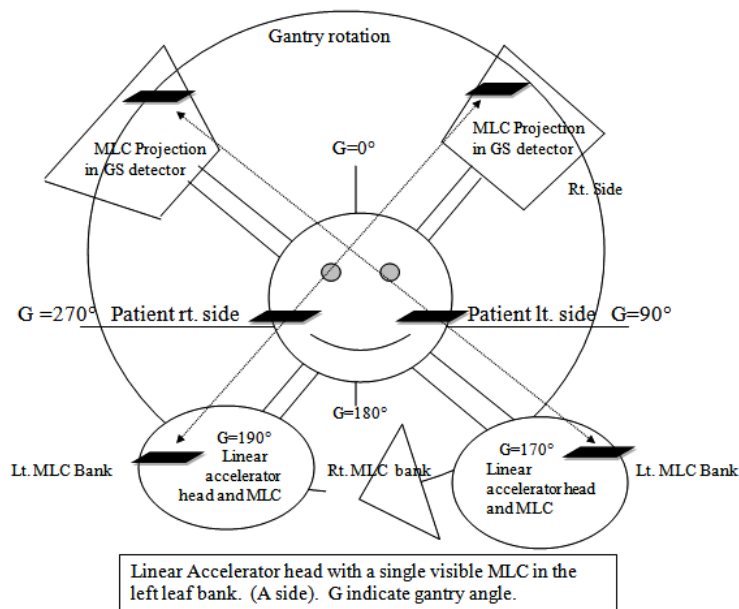 Gantry rotation
MLC Projection
in GS detector
MLC Projection
in GS detector
G=0°
Rt. Side
G =270°  Patient rt. side
Patient lt. side  G=90°
G=180°
Lt. MLC Bank
G=190°
Linear
accelerator
head and MLC
Rt. MLC bank
G=170°
Linear
accelerator head
and MLC
Lt. MLC Bank
Linear Accelerator head with a single visible MLC in the
left leaf bank.  (A side).  G indicate gantry angle.